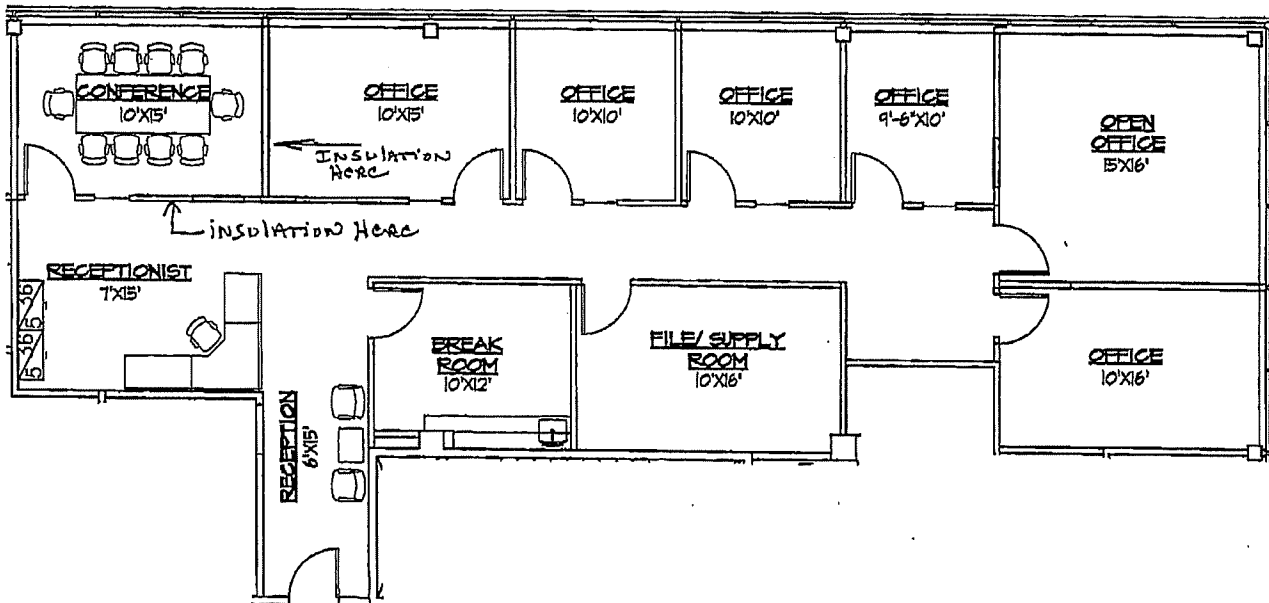 CONFERENCE
10'X15'
OFFICE
10'X15'
OFFICE
10'X10'
OFFICE
10'X10'
OFFICE
9'-6"X10'
OPEN
OFFICE
15'X16'
INSULATION
HERE
INSULATION HERE
RECEPTIONIST
7'X15'
36
5
36
5
BREAK
ROOM
10'X12'
FILE/ SUPPLY
ROOM
10'X16'
OFFICE
10'X16'
RECEPTION
6'X15'